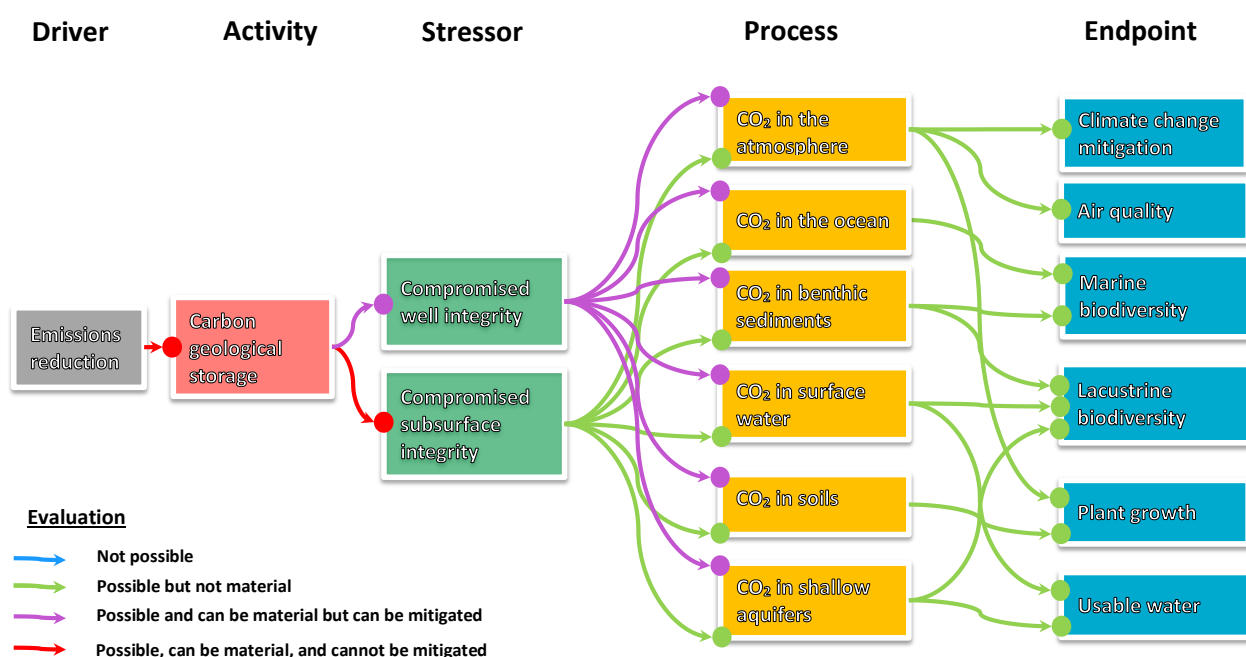 Driver
Activity
Stressor
Process
Endpoint
Emissions
reduction
Carbon
geological
storage
Compromised
well integrity
Compromised
subsurface
integrity
CO₂ in the
atmosphere
CO₂ in the ocean
CO₂ in benthic
sediments
CO₂ in surface
water
CO₂ in soils
CO₂ in shallow
aquifers
Climate change
mitigation
Air quality
Marine
biodiversity
Lacustrine
biodiversity
Plant growth
Usable water
Evaluation
Not possible
Possible but not material
Possible and can be material but can be mitigated
Possible, can be material, and cannot be mitigated